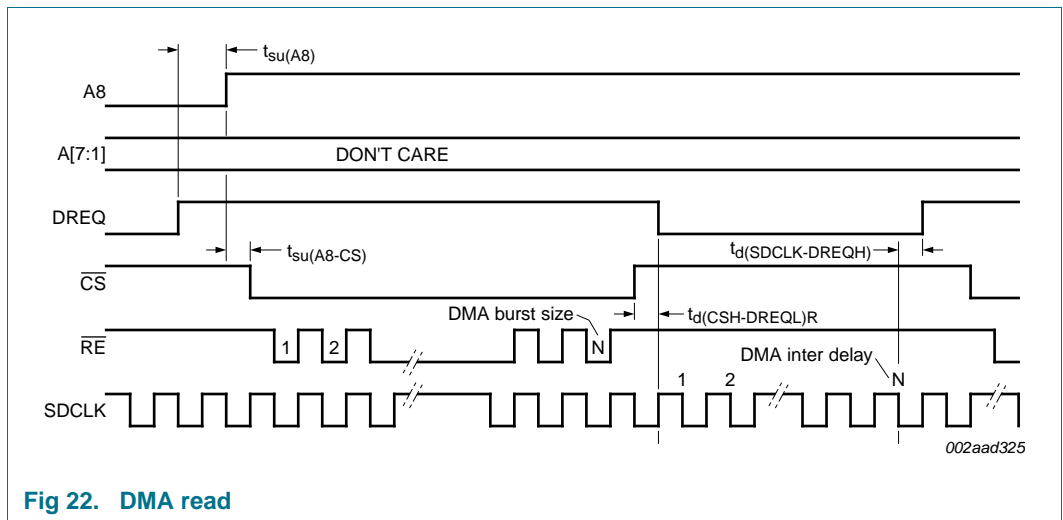 tsu(A8)
A8
A[7:1]
DON'T CARE
DREQ
td(SDCLK-DREQH)
tsu(A8-CS)
CS
DMA burst size
td(CSH-DREQL)R
RE
1
2
N
DMA inter delay
1
2
N
SDCLK
002aad325
Fig 22. DMA read